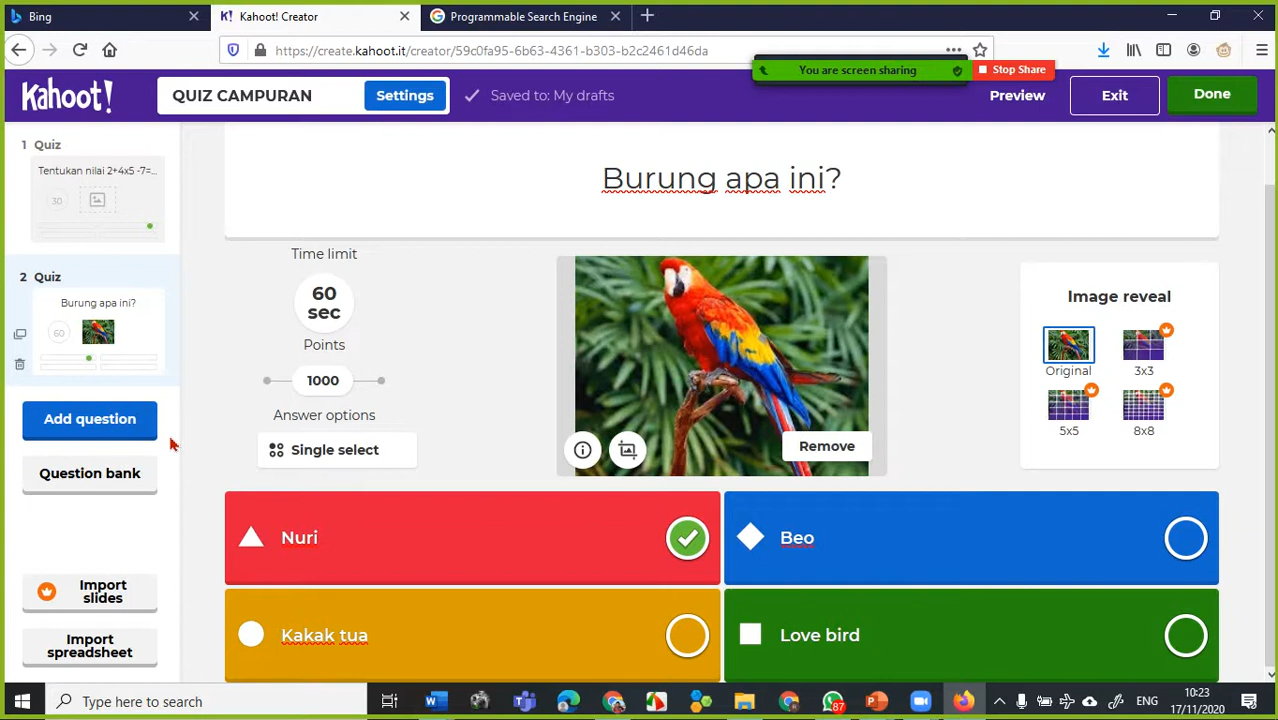 Bing
K! Kahoot! Creator
Programmable Search Engine
https://create.kahoot.it/creator/59c0fa95-6b63-4361-b303-b2c2461d46da
You are screen sharing
Stop Share
Kahoot!
QUIZ CAMPURAN
Settings
Saved to: My drafts
Preview
Exit
Done
1 Quiz
Tentukan nilai 2+4x5 -7=...
30
2 Quiz
Burung apa ini?
60
Add question
Question bank
Import
slides
Import
spreadsheet
Burung apa ini?
Time limit
60
sec
Points
1000
Answer options
Single select
Remove
Image reveal
Original
3x3
5x5
8x8
Nuri
Beo
Kakak tua
Love bird
Type here to search
87
ENG
10:23
17/11/2020